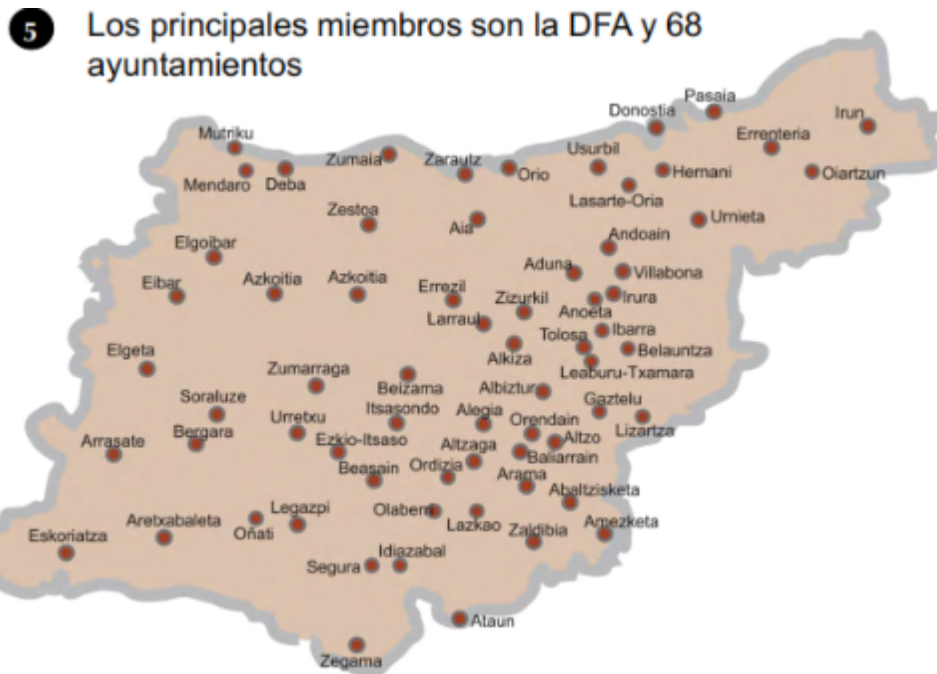 5 Los principales miembros son la DFA y 68
ayuntamientos
Pasaia
Donostia
Irun
Mutriku
Errenteria
Zumaia
Zarautz
Usurbil
Mendaro
Deba
Orio
Hernani
Oiartzun
Lasarte-Oria
Zestoa
Aia
Urnieta
Andoain
Elgoibar
Aduna
Villabona
Eibar
Azkoitia
Azkoitia
Errezil
Zizurkil
Irura
Anoeta
Larraul
Tolosa
Ibarra
Elgeta
Alkiza
Belauntza
Zumarraga
Leaburu-Txamara
Beizama
Albiztur
Soraluze
Itsasondo
Alegia
Gaztelu
Urretxu
Orendain
Lizartza
Bergara
Ezkio-Itsaso
Altzaga
Altzo
Arrasate
Baliarrain
Beasain
Ordizia
Arama
Abaltzisketa
Legazpi
Olaberri
Aretxabaleta
Oñati
Lazkao
Zaldibia
Amezketa
Eskoriatza
Idiazabal
Segura
Ataun
Zegama